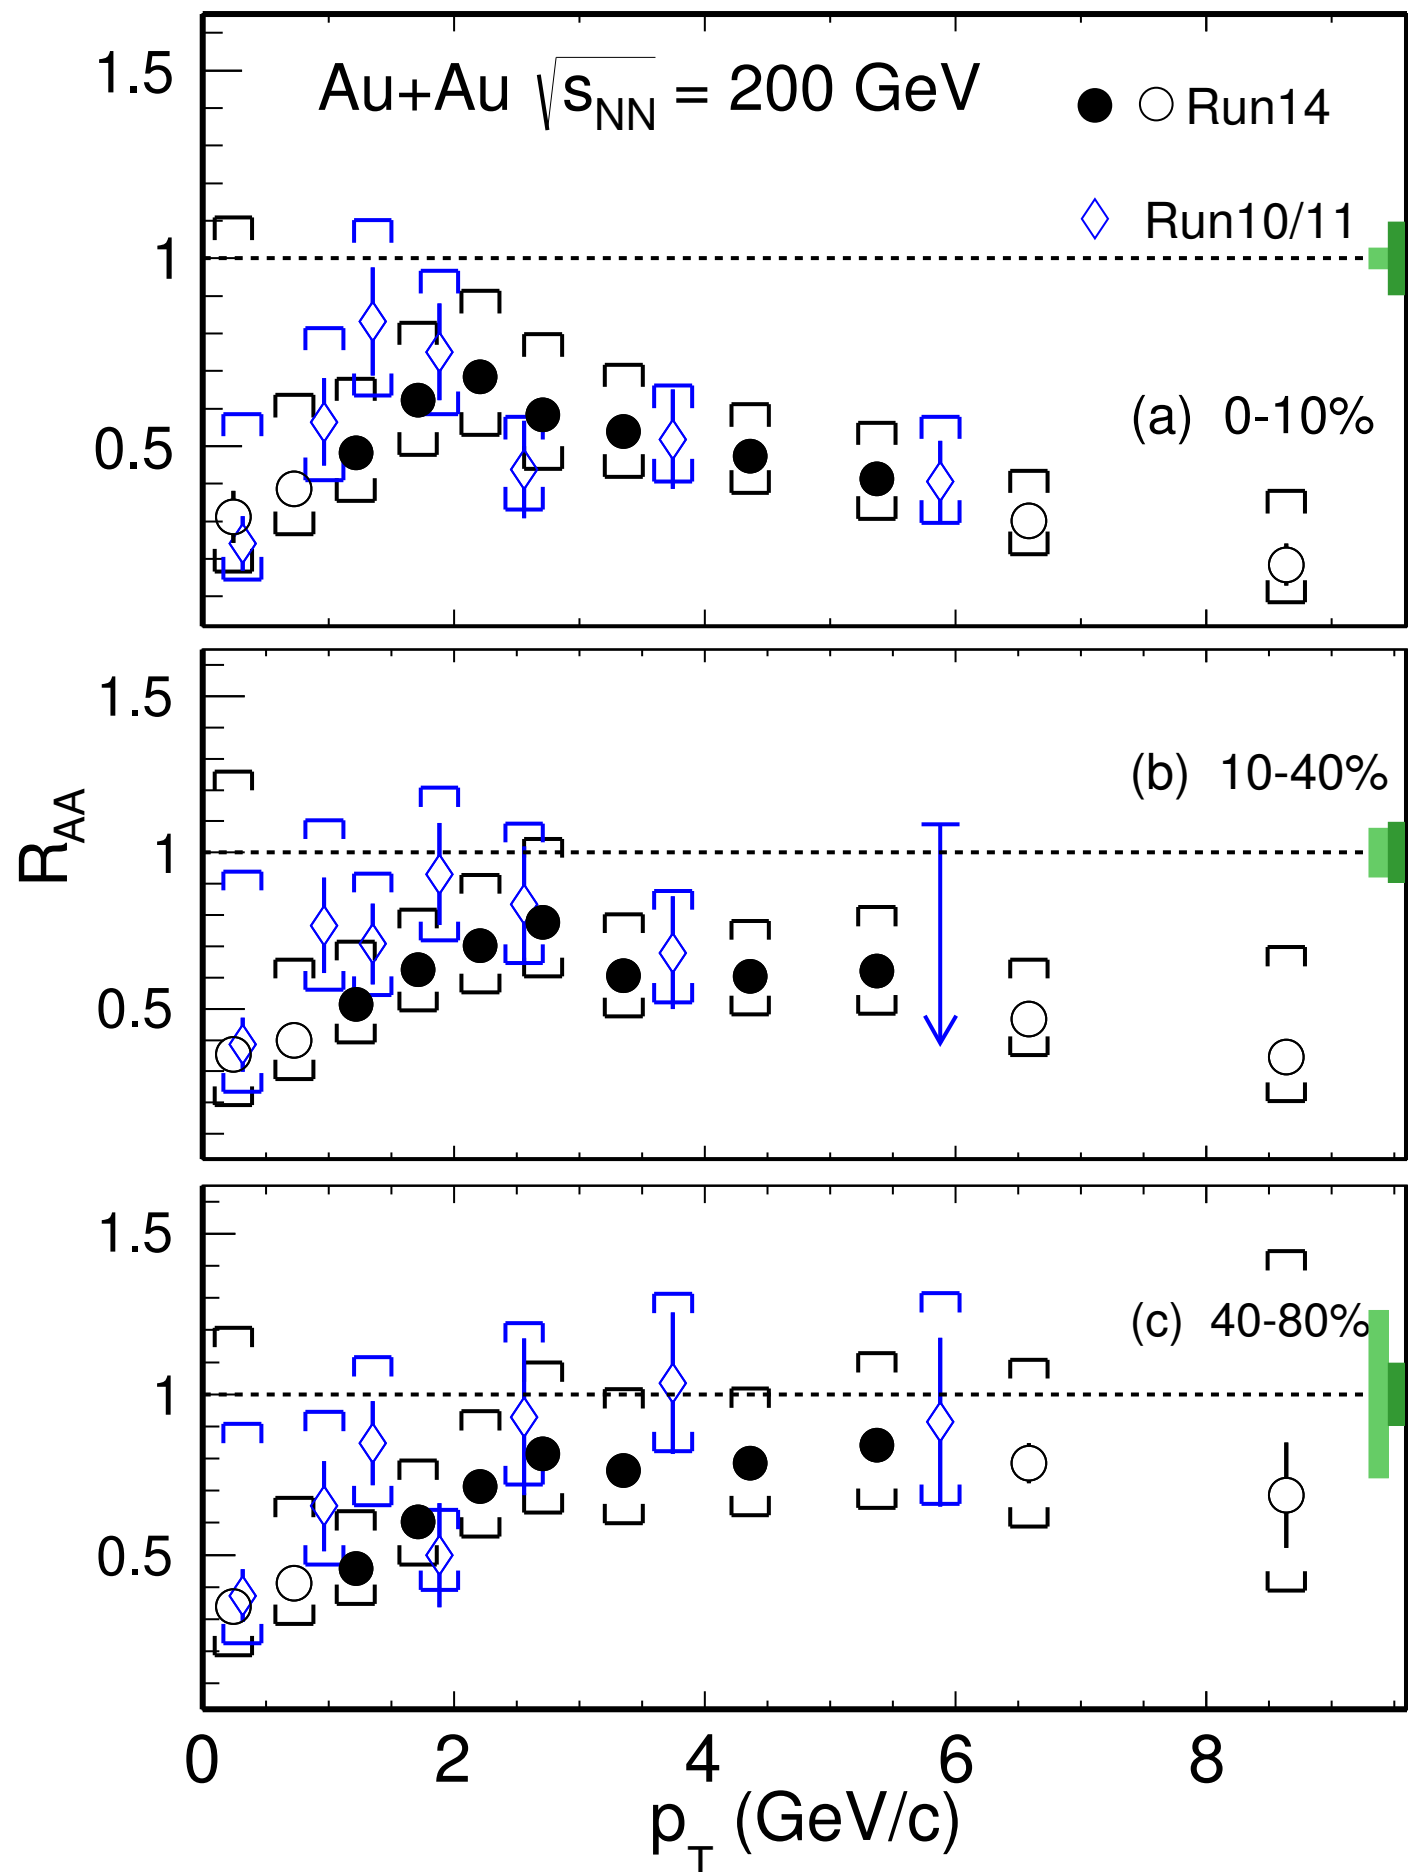 Au+Au √sNN = 200 GeV
Run14
Run10/11
1.5
1
0.5
(a) 0-10%
1.5
1
0.5
(b) 10-40%
RAA
1.5
1
0.5
(c) 40-80%
0 2 4 6 8
pT (GeV/c)